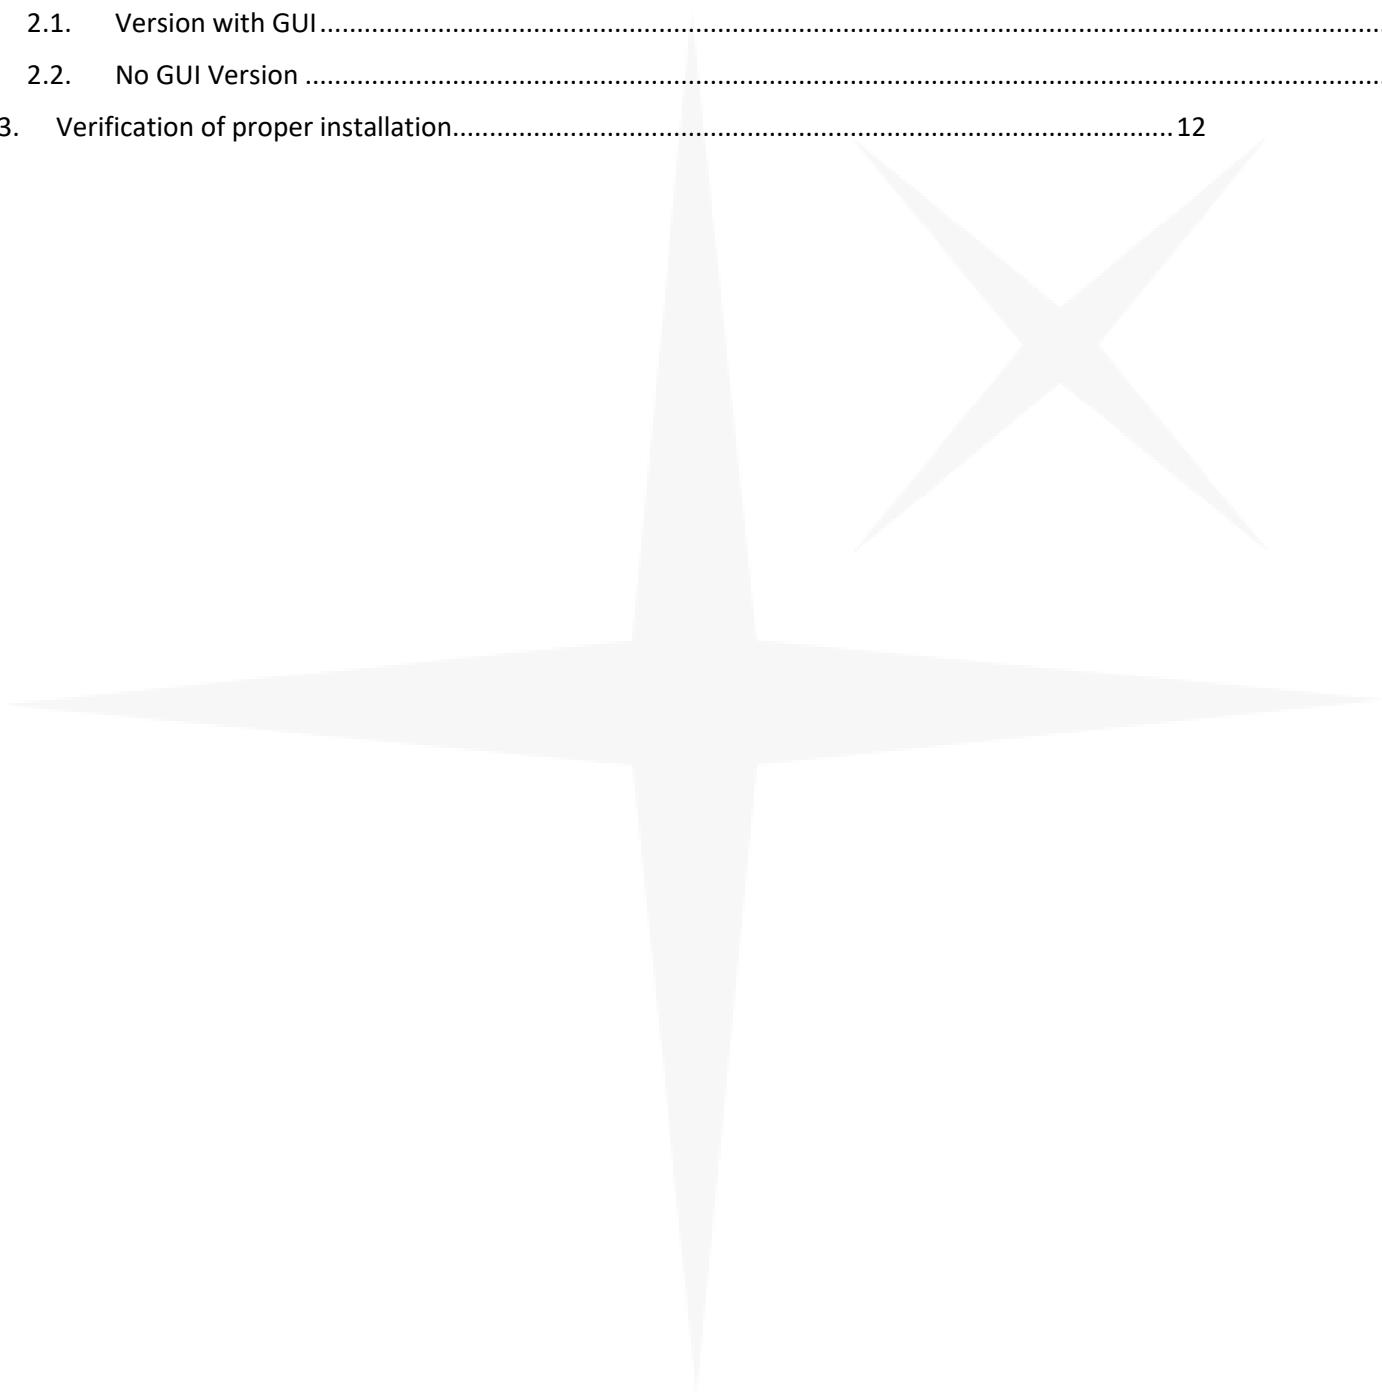 2.1. Version with GUI..........................................................................................................................................................
2.2. No GUI Version ............................................................................................................................................................
3. Verification of proper installation....................................................................................................12